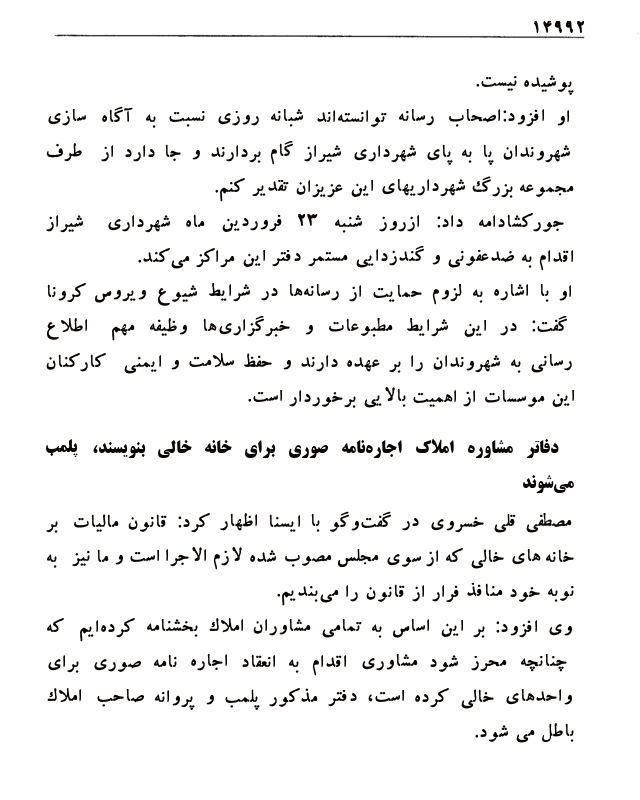 ۱۴۹۹۲
پوشیده نیست.
او افزود:اصحاب رسانه توانسته‌اند شبانه روزی نسبت به آگاه سازی
شهروندان پا به پای شهرداری شیراز گام بردارند و جا دارد از طرف
مجموعه بزرگ شهرداریهای این عزیزان تقدیر کنم.
جورکشادامه داد: ازروز شنبه ۲۳ فروردین ماه شهرداری شیراز
اقدام به ضدعفونی و گندزدایی مستمر دفتر این مراکز می‌کند.
او با اشاره به لزوم حمایت از رسانه‌ها در شرایط شیوع ویروس کرونا
گفت: در این شرایط مطبوعات و خبرگزاری‌ها وظیفه مهم اطلاع
رسانی به شهروندان را بر عهده دارند و حفظ سلامت و ایمنی کارکنان
این موسسات از اهمیت بالایی برخوردار است.
دفاتر مشاوره املاک اجاره‌نامه صوری برای خانه خالی بنویسند، پلمب
می‌شوند
مصطفی قلی خسروی در گفت‌وگو با ایسنا اظهار کرد: قانون مالیات بر
خانه های خالی که از سوی مجلس مصوب شده لازم الاجرا است و ما نیز به
نوبه خود منافذ فرار از قانون را می‌بندیم.
وی افزود: بر این اساس به تمامی مشاوران املاک بخشنامه کرده‌ایم که
چنانچه محرز شود مشاوری اقدام به انعقاد اجاره نامه صوری برای
واحدهای خالی کرده است، دفتر مذکور پلمب و پروانه صاحب املاک
باطل می شود.